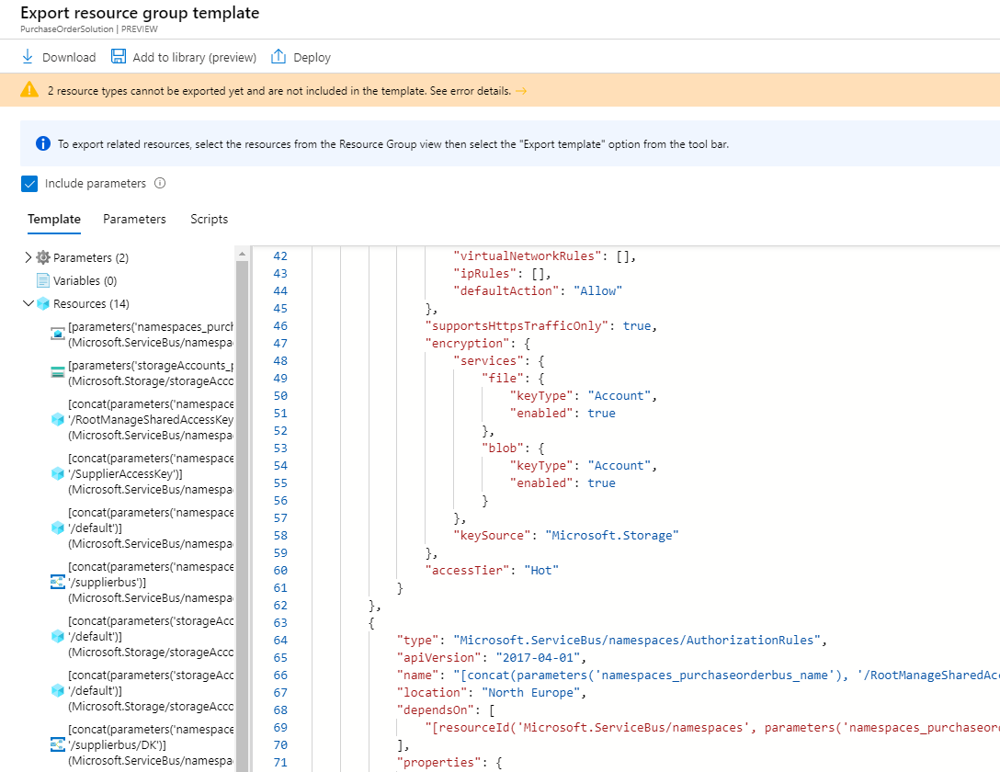 Export resource group template
PurchaseOrderSolution | PREVIEW
Download
Add to library (preview)
Deploy
2 resource types cannot be exported yet and are not included in the template. See error details. →
To export related resources, select the resources from the Resource Group view then select the "Export template" option from the tool bar.
Include parameters
Template
Parameters
Scripts
Parameters (2)
Variables (0)
Resources (14)
[parameters('namespaces_purch
(Microsoft.ServiceBus/namespa
[parameters('storageAccounts_p
(Microsoft.Storage/storageAcco
[concat(parameters('namespace
'/RootManageSharedAccessKey
(Microsoft.ServiceBus/namespa
[concat(parameters('namespace
'/SupplierAccessKey')]
(Microsoft.ServiceBus/namespa
[concat(parameters('namespace
'/default')]
(Microsoft.ServiceBus/namespa
[concat(parameters('namespace
'/supplierbus')]
(Microsoft.ServiceBus/namespa
[concat(parameters('storageAcc
'/default')]
(Microsoft.Storage/storageAcco
[concat(parameters('storageAcc
'/default')]
(Microsoft.Storage/storageAcco
[concat(parameters('namespace
'/supplierbus/DK')]
(Microsoft.ServiceBus/namespa
42 "virtualNetworkRules": [],
43 "ipRules": [],
44 "defaultAction": "Allow"
45 },
46 "supportsHttpsTrafficOnly": true,
47 "encryption": {
48 "services": {
49 "file": {
50 "keyType": "Account",
51 "enabled": true
52 },
53 "blob": {
54 "keyType": "Account",
55 "enabled": true
56 }
57 },
58 "keySource": "Microsoft.Storage"
59 },
60 "accessTier": "Hot"
61 }
62 },
63 {
64 "type": "Microsoft.ServiceBus/namespaces/AuthorizationRules",
65 "apiVersion": "2017-04-01",
66 "name": "[concat(parameters('namespaces_purchaseorderbus_name'), '/RootManageSharedAcc
67 "location": "North Europe",
68 "dependsOn": [
69 "[resourceId('Microsoft.ServiceBus/namespaces', parameters('namespaces_purchaseor
70 ],
71 "properties": {